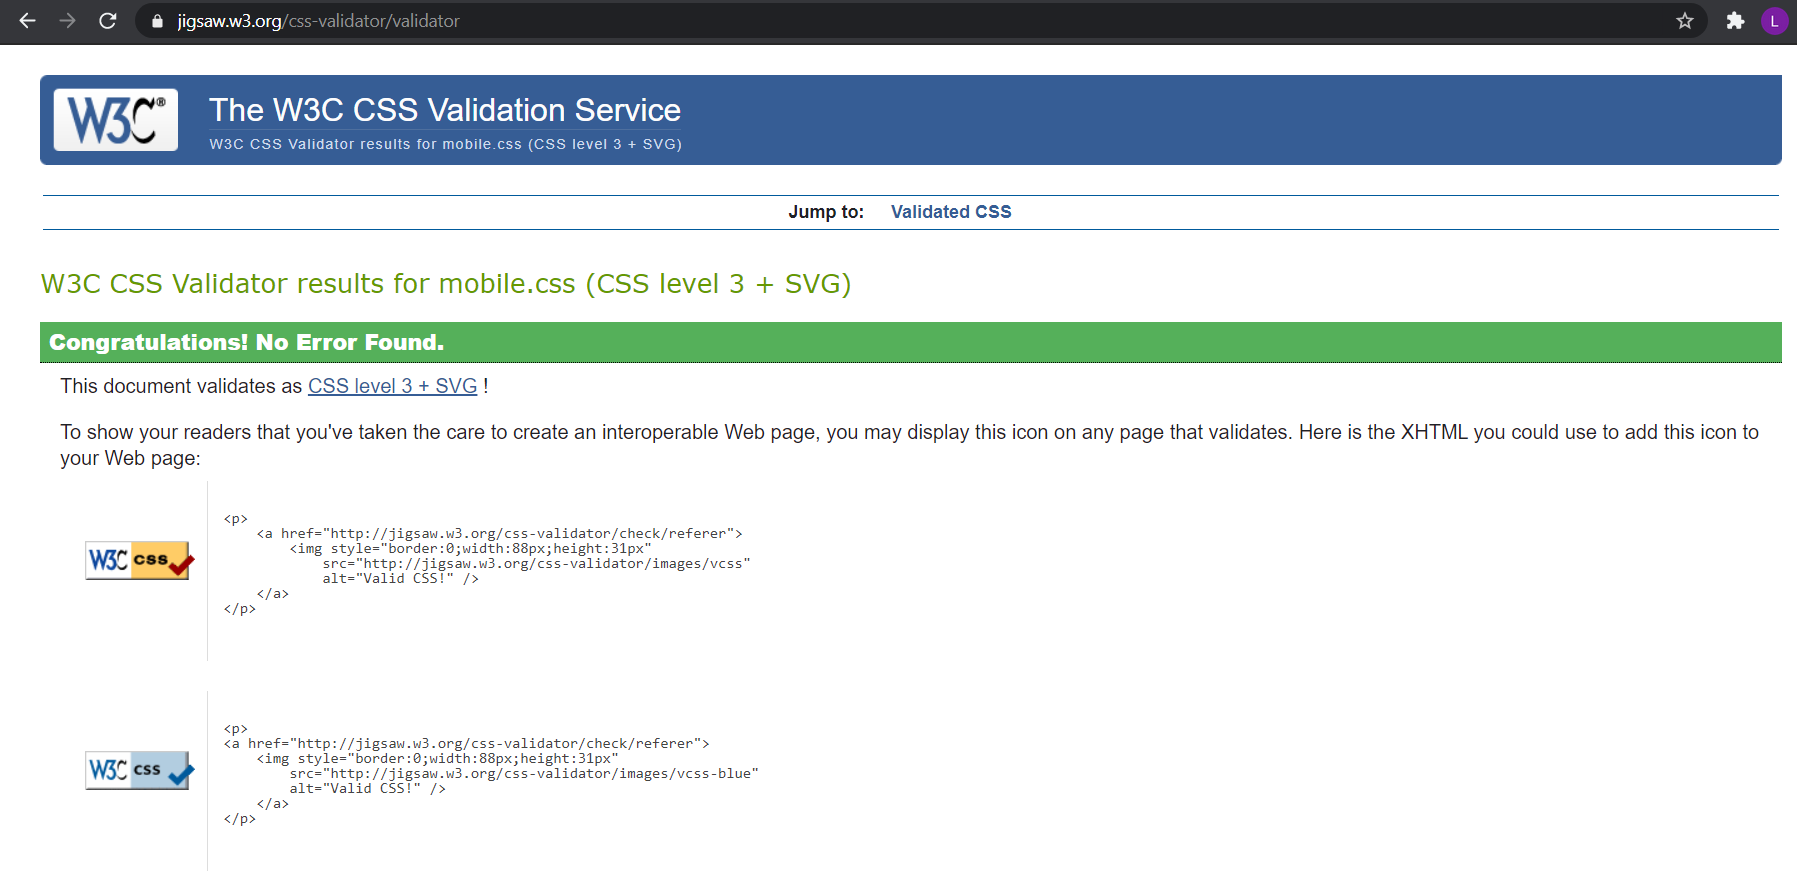 jigsaw.w3.org/css-validator/validator
L
W3C®
The W3C CSS Validation Service
W3C CSS Validator results for mobile.css (CSS level 3 + SVG)
Jump to: Validated CSS
W3C CSS Validator results for mobile.css (CSS level 3 + SVG)
Congratulations! No Error Found.
This document validates as CSS level 3 + SVG !
To show your readers that you've taken the care to create an interoperable Web page, you may display this icon on any page that validates. Here is the XHTML you could use to add this icon to
your Web page:
W3C css
<p>
    <a href="http://jigsaw.w3.org/css-validator/check/referer">
        <img style="border:0;width:88px;height:31px"
            src="http://jigsaw.w3.org/css-validator/images/vcss"
            alt="Valid CSS!" />
    </a>
</p>
W3C css
<p>
<a href="http://jigsaw.w3.org/css-validator/check/referer">
    <img style="border:0;width:88px;height:31px"
        src="http://jigsaw.w3.org/css-validator/images/vcss-blue"
        alt="Valid CSS!" />
    </a>
</p>